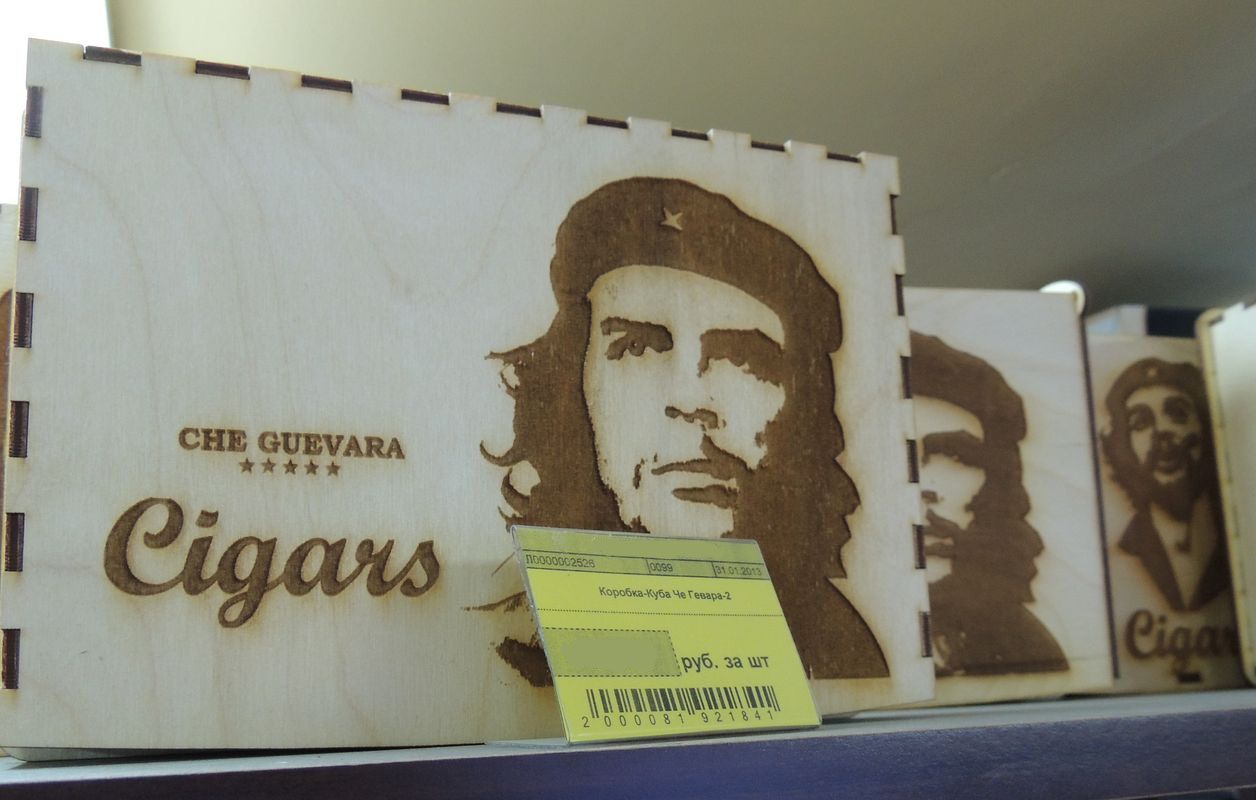 CHE GUEVARA
Cigars
Л0000002526 0099 31.01.2013
Коробка-Куба Че Гевара-2
руб. за шт
2 000081 921841
Cigar